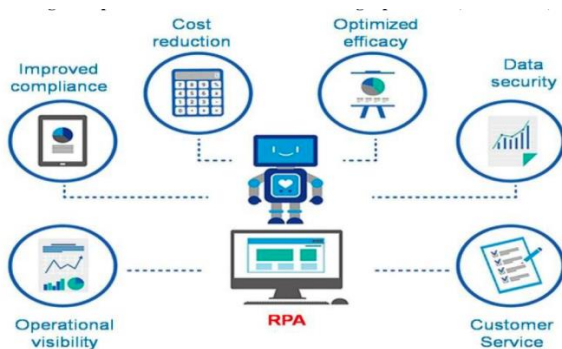 Cost
reduction
Optimized
efficacy
Improved
compliance
Data
security
RPA
Operational
visibility
Customer
Service